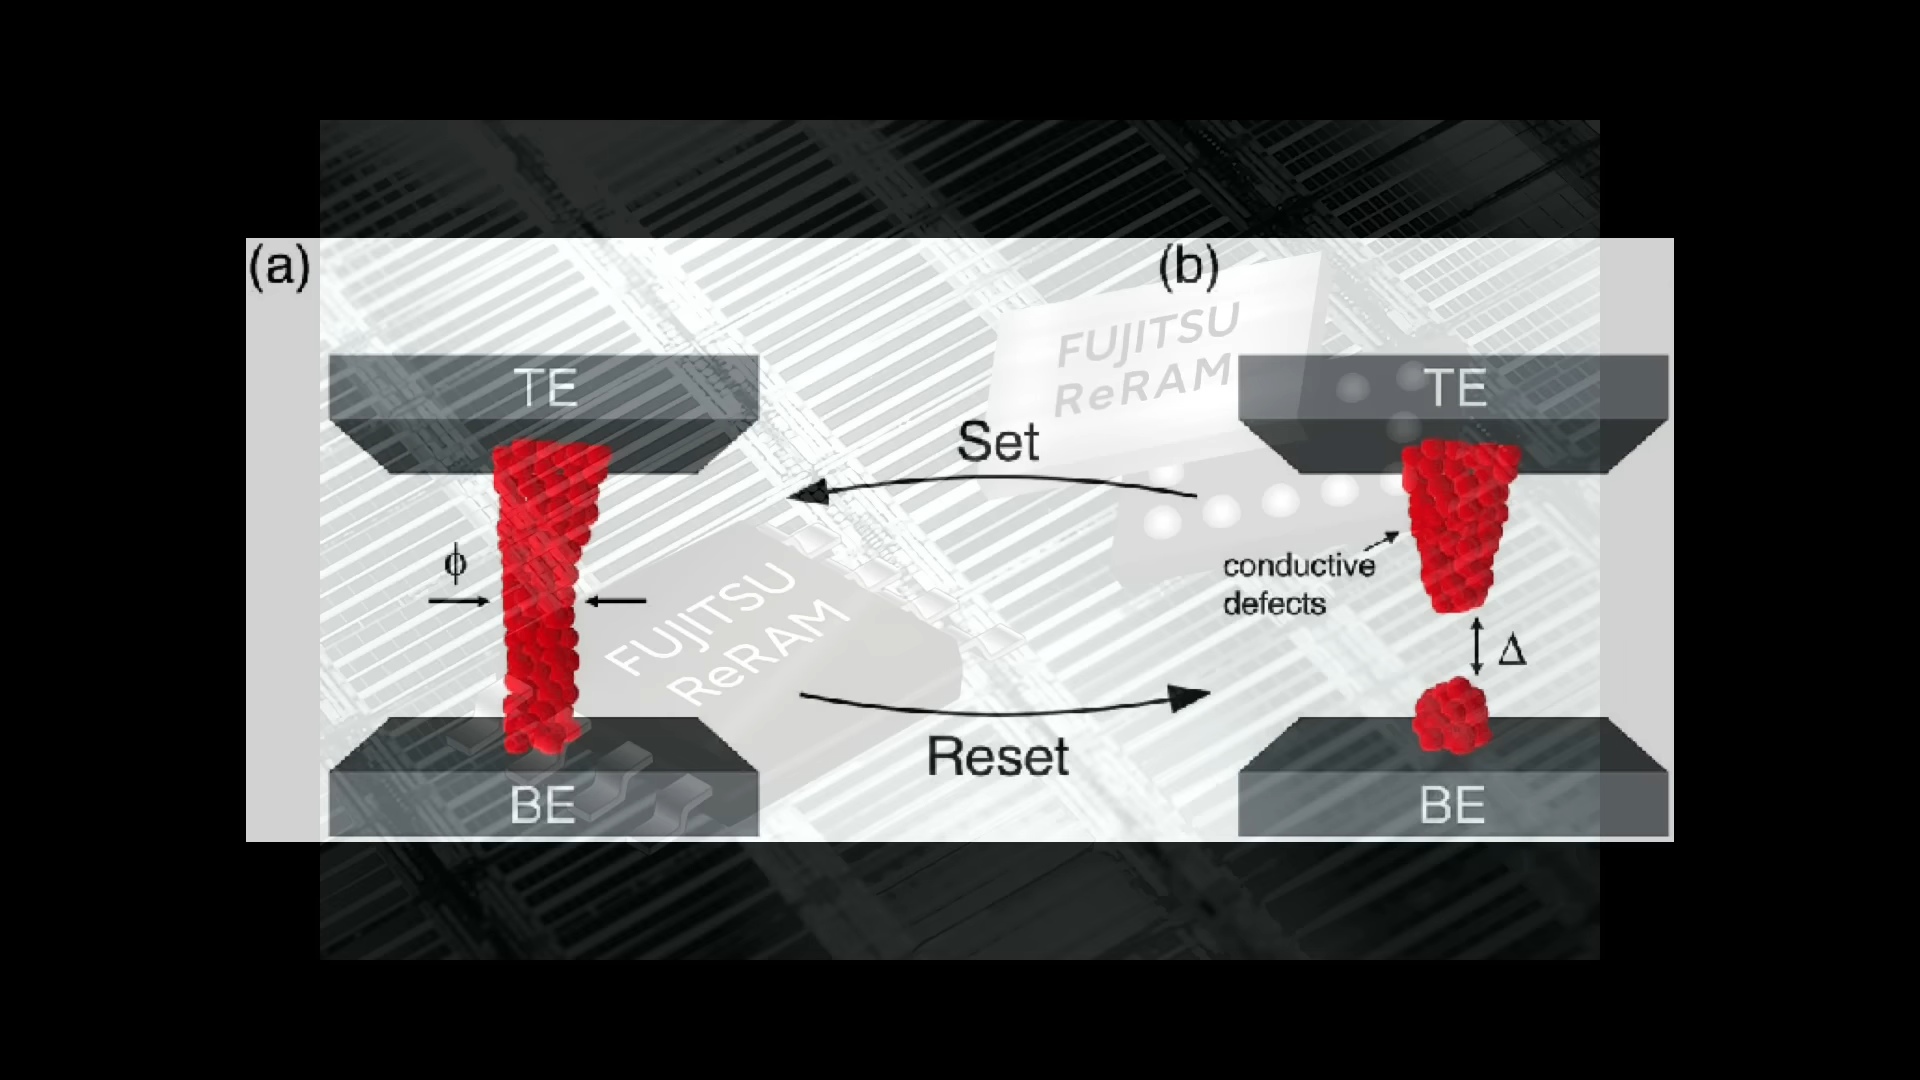 (a)
(b)
FUJITSU
ReRAM
TE
TE
Set
ϕ
conductive
defects
FUJITSU
ReRAM
Δ
Reset
BE
BE